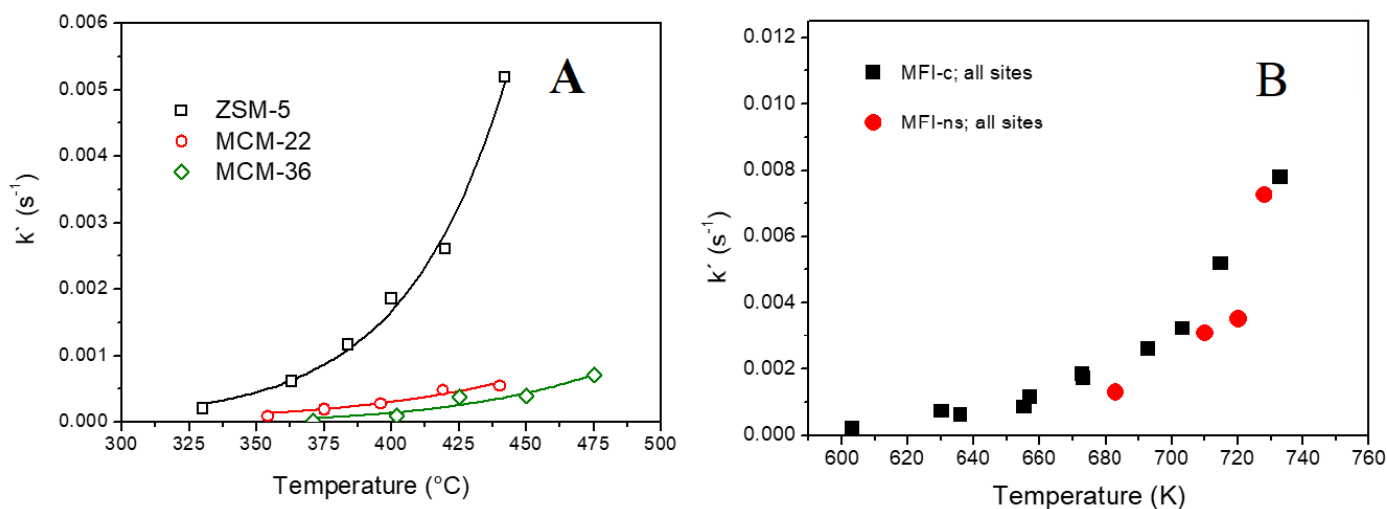 0.006
0.005
0.004
0.003
0.002
0.001
0.000
k` (s⁻¹)
A
ZSM-5
MCM-22
MCM-36
300 325 350 375 400 425 450 475 500
Temperature (°C)
0.012
0.010
0.008
0.006
0.004
0.002
0.000
k´ (s⁻¹)
B
MFI-c; all sites
MFI-ns; all sites
600 620 640 660 680 700 720 740 760
Temperature (K)